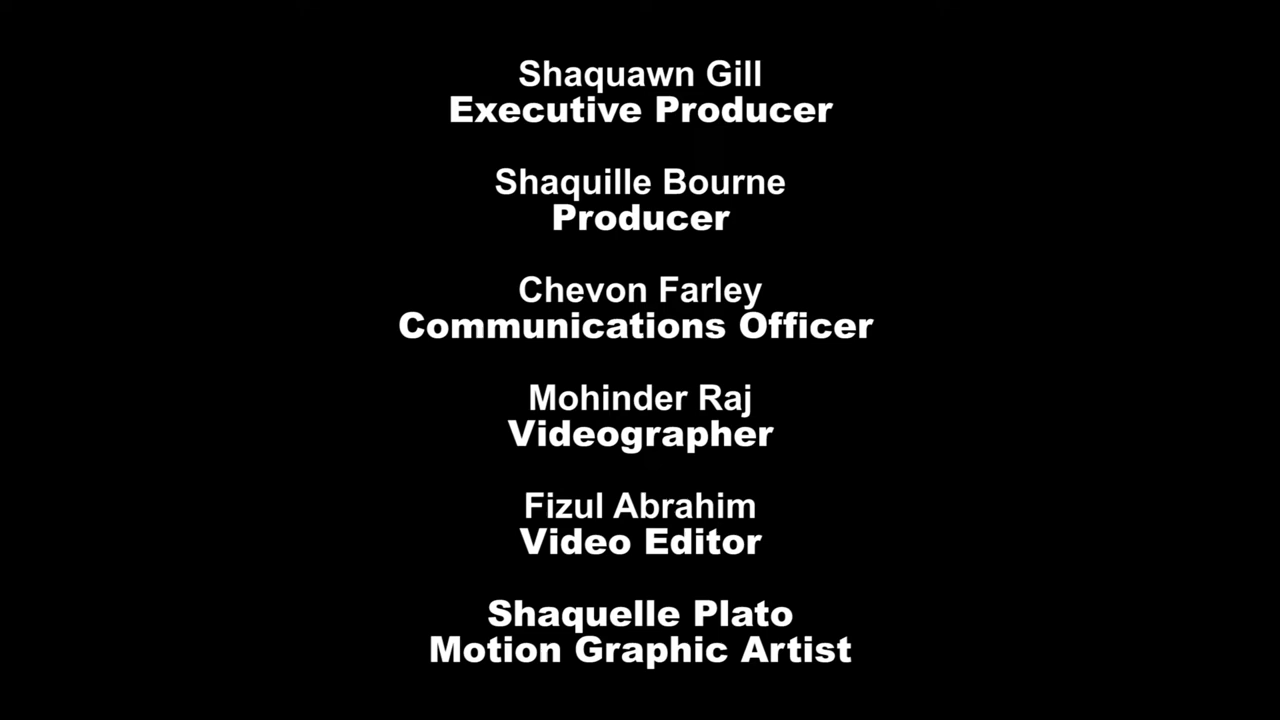 Shaquawn Gill
Executive Producer
Shaquille Bourne
Producer
Chevon Farley
Communications Officer
Mohinder Raj
Videographer
Fizul Abrahim
Video Editor
Shaquelle Plato
Motion Graphic Artist